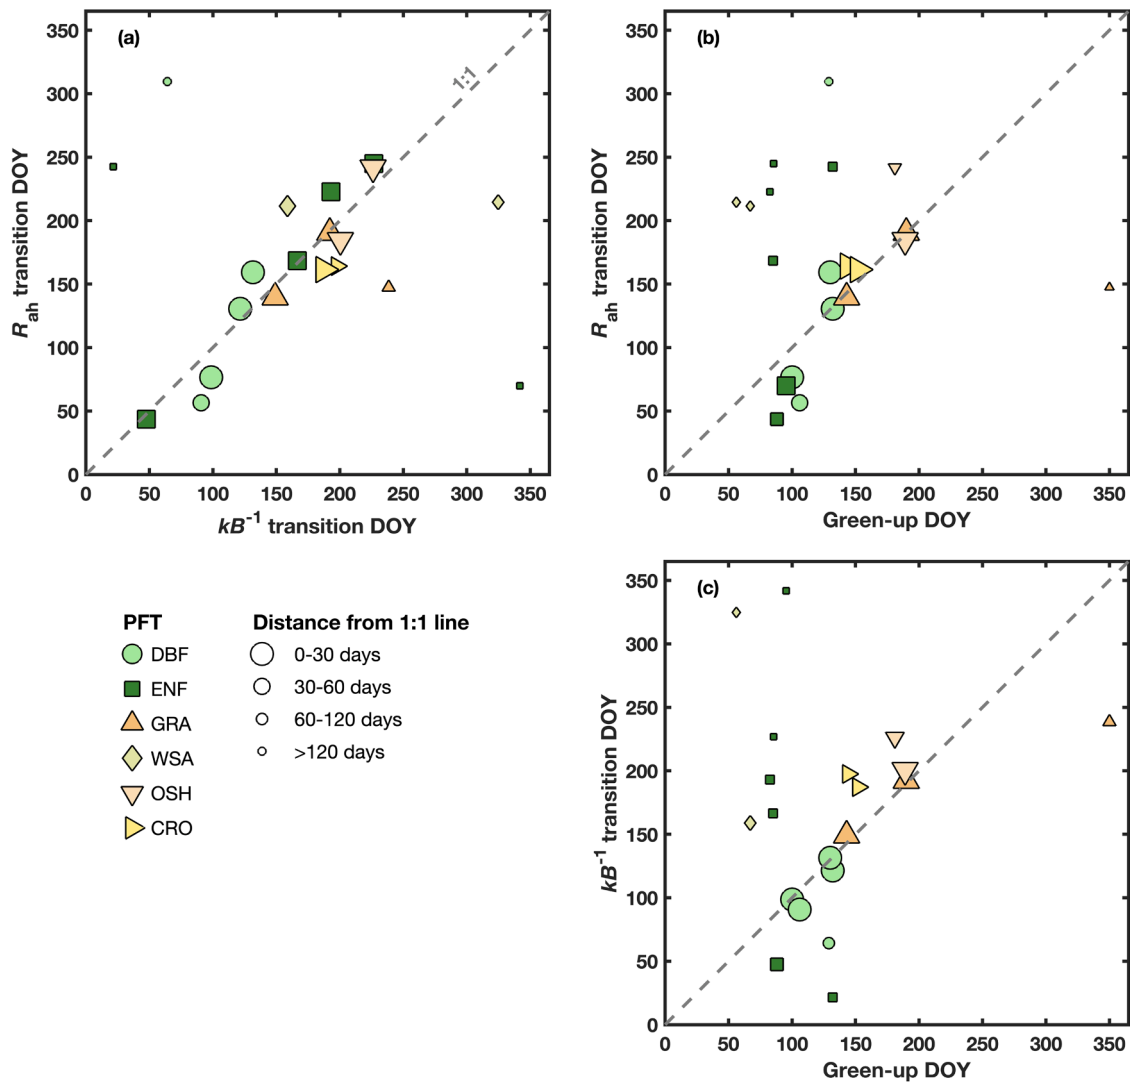 (a)
1:1
350
300
250
200
150
100
50
0
R_ah transition DOY
0 50 100 150 200 250 300 350
kB⁻¹ transition DOY
(b)
350
300
250
200
150
100
50
0
R_ah transition DOY
0 50 100 150 200 250 300 350
Green-up DOY
PFT
DBF
ENF
GRA
WSA
OSH
CRO
Distance from 1:1 line
0-30 days
30-60 days
60-120 days
>120 days
(c)
350
300
250
200
150
100
50
0
kB⁻¹ transition DOY
0 50 100 150 200 250 300 350
Green-up DOY